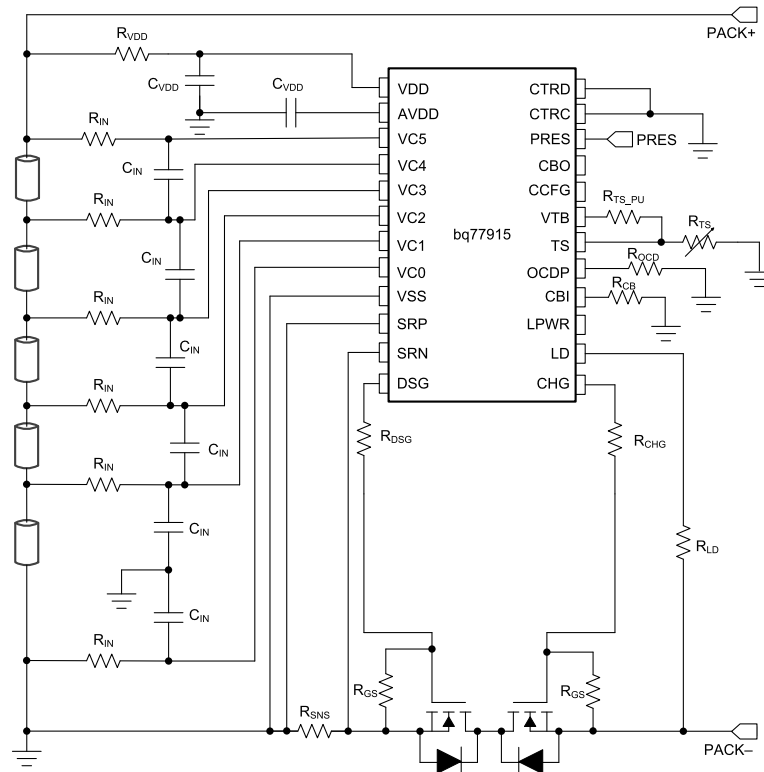 PACK+
RVDD
CVDD
CVDD
RIN
CIN
RIN
CIN
RIN
CIN
RIN
CIN
RIN
CIN
CIN
RIN
VDD
AVDD
VC5
VC4
VC3
VC2
VC1
VC0
VSS
SRP
SRN
DSG
bq77915
CTRD
CTRC
PRES
CBO
CCFG
VTB
TS
OCDP
CBI
LPWR
LD
CHG
PRES
RTS_PU
RTS
ROCD
RCB
RDSG
RCHG
RLD
RGS
RGS
RSNS
PACK–